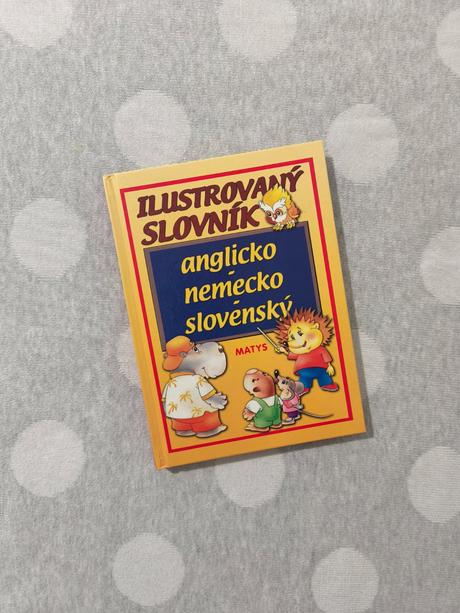 ILUSTROVANÝ
SLOVNÍK
anglicko
-
nemecko
-
slovenský
MATYS